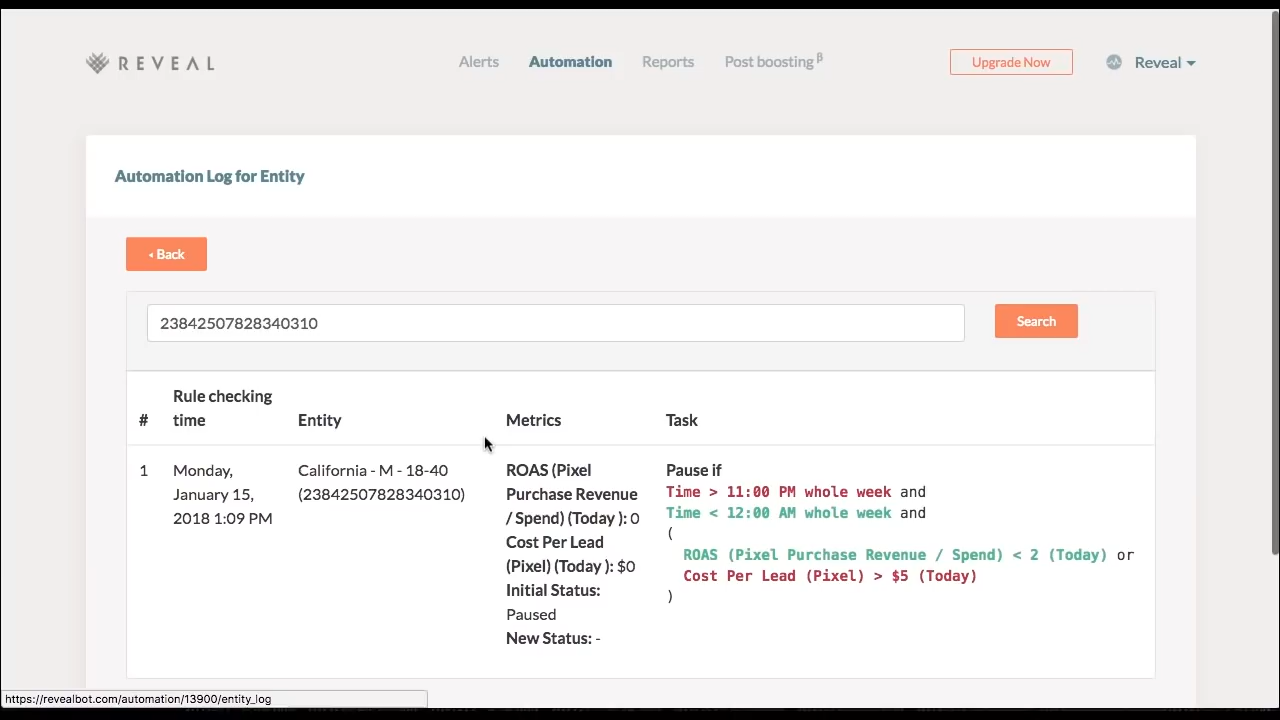 REVEAL
Alerts Automation Reports Post boosting β Upgrade Now Reveal
Automation Log for Entity
Back
23842507828340310 Search
# Rule checking time Entity Metrics Task
1
Monday,
January 15,
2018 1:09 PM
California - M - 18-40
(23842507828340310)
ROAS (Pixel
Purchase Revenue
/ Spend) (Today ): 0
Cost Per Lead
(Pixel) (Today ): $0
Initial Status:
Paused
New Status: -
Pause if
Time > 11:00 PM whole week and
Time < 12:00 AM whole week and
(
ROAS (Pixel Purchase Revenue / Spend) < 2 (Today) or
Cost Per Lead (Pixel) > $5 (Today)
)
https://revealbot.com/automation/13900/entity_log